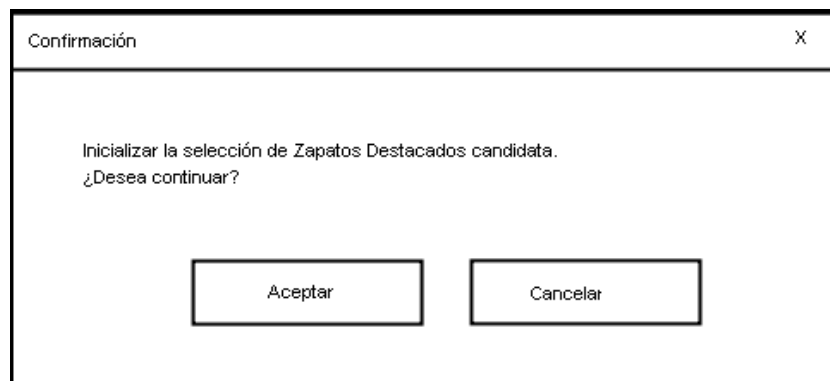 Confirmación X
Inicializar la selección de Zapatos Destacados candidata.
¿Desea continuar?
Aceptar Cancelar